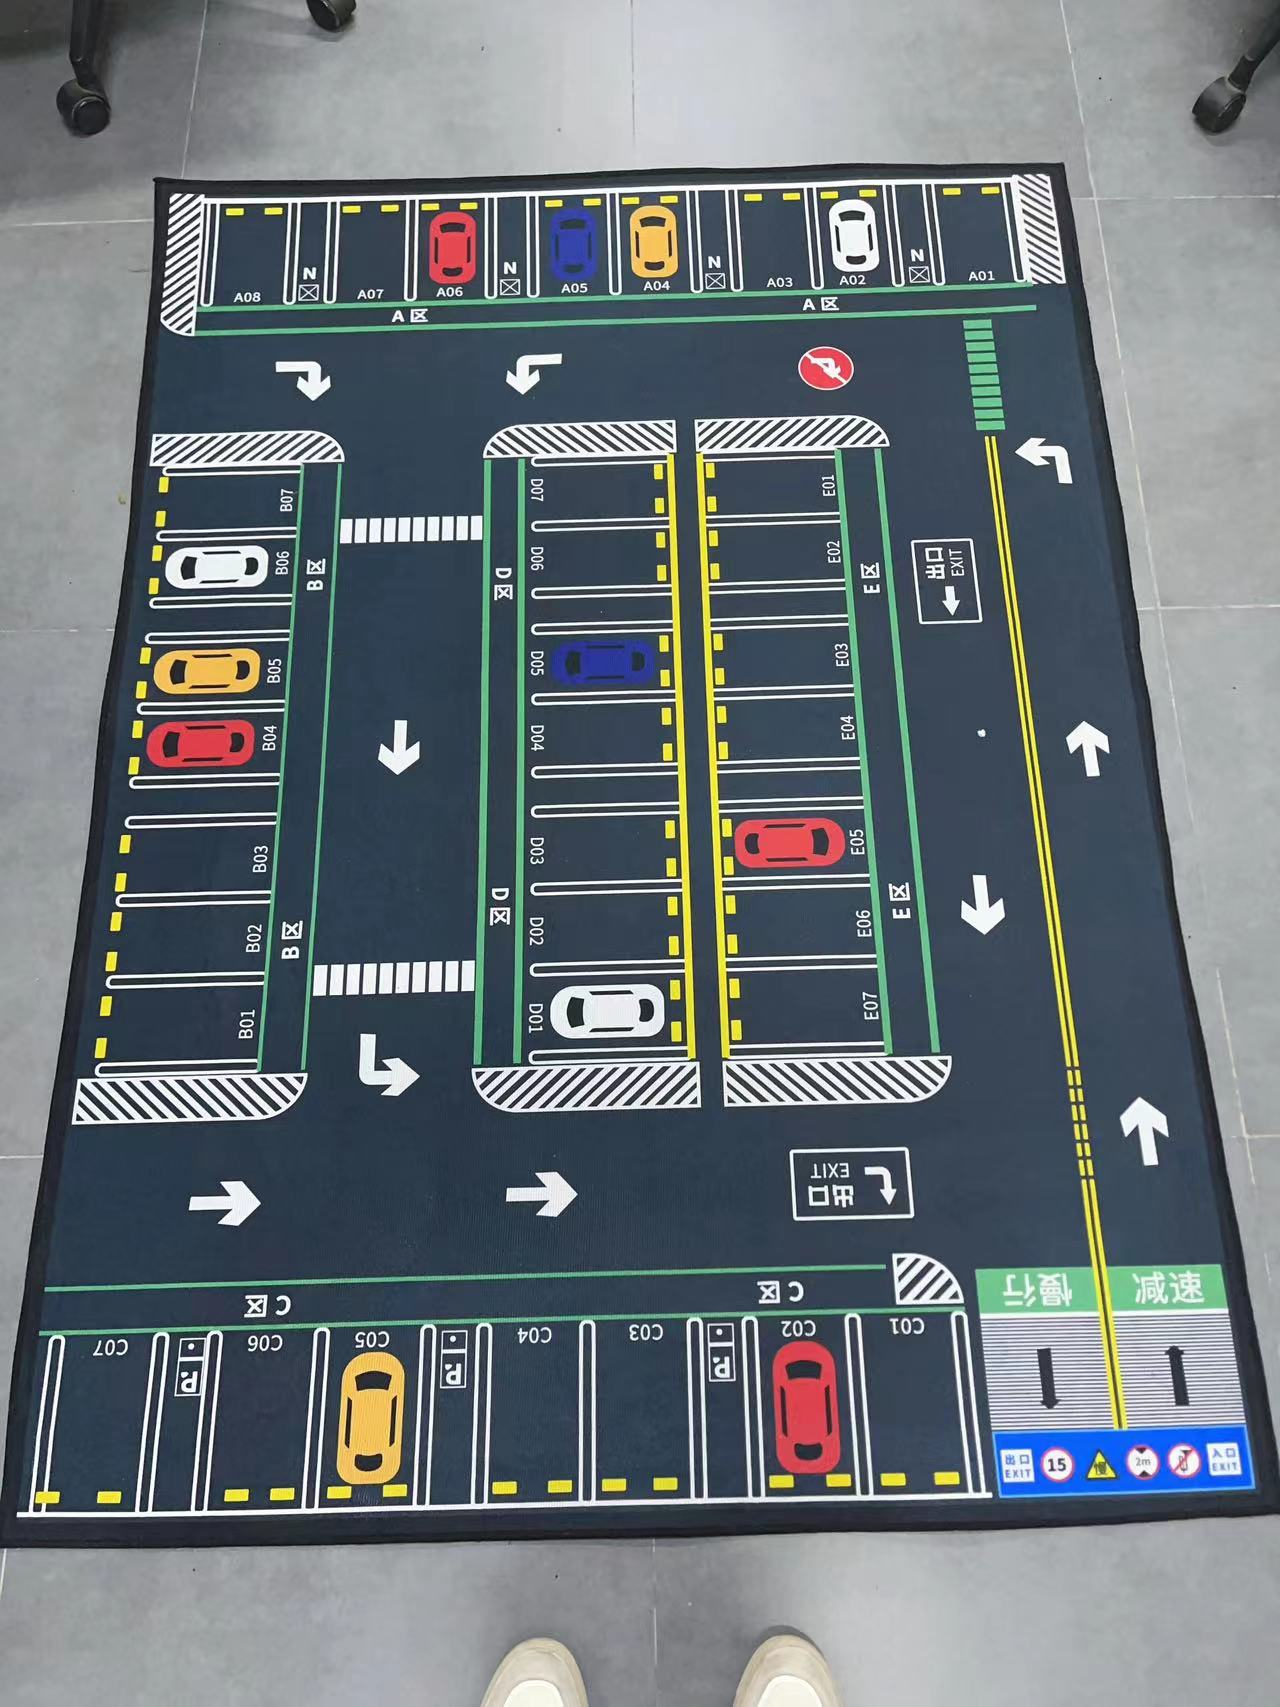 N
N
N
N
A08
A07
A06
A05
A04
A03
A02
A01
A区
A区
B07
B06
B05
B04
B03
B02
B01
B区
B区
D07
D06
D05
D04
D03
D02
D01
D区
D区
E01
E02
E03
E04
E05
E06
E07
E区
E区
出口
EXIT
出口
EXIT
C区
C区
C07
C06
C05
C04
C03
C02
C01
P
P
P
慢行
减速
出口
EXIT
15
慢
2m
入口
EXIT